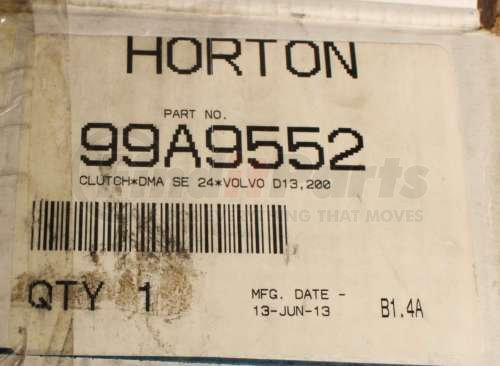 HORTON
PART NO.
99A9552
CLUTCH*DMA SE 24*VOLVO D13,200
QTY 1
MFG. DATE -
13-JUN-13
B1.4A